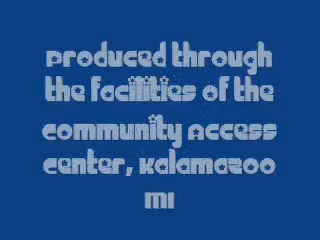 Produced through
the facilities of the
Community Access
Center, Kalamazoo
MI